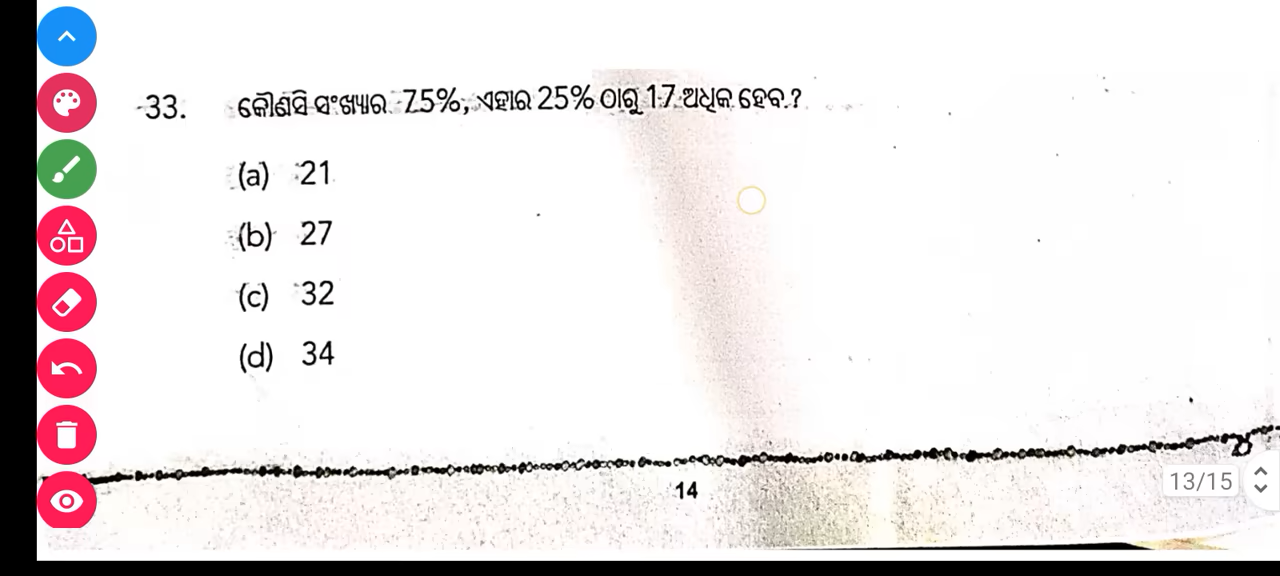 33. କୌଣସି ସଂଖ୍ୟାର 75%, ଏହାର 25% ଠାରୁ 17 ଅଧିକ ହେବ ?
(a) 21
(b) 27
(c) 32
(d) 34
14
13/15